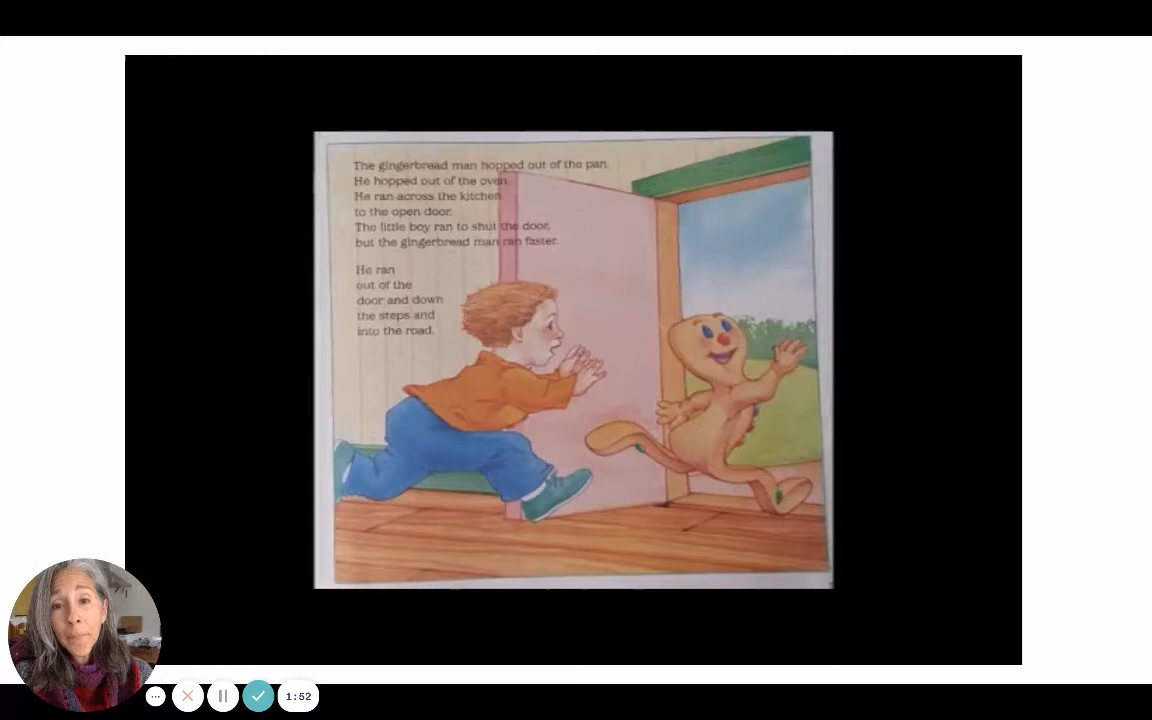 The gingerbread man hopped out of the pan.
He hopped out of the oven.
He ran across the kitchen
to the open door.
The little boy ran to shut the door,
but the gingerbread man ran faster.
He ran
out of the
door and down
the steps and
into the road.
1:52